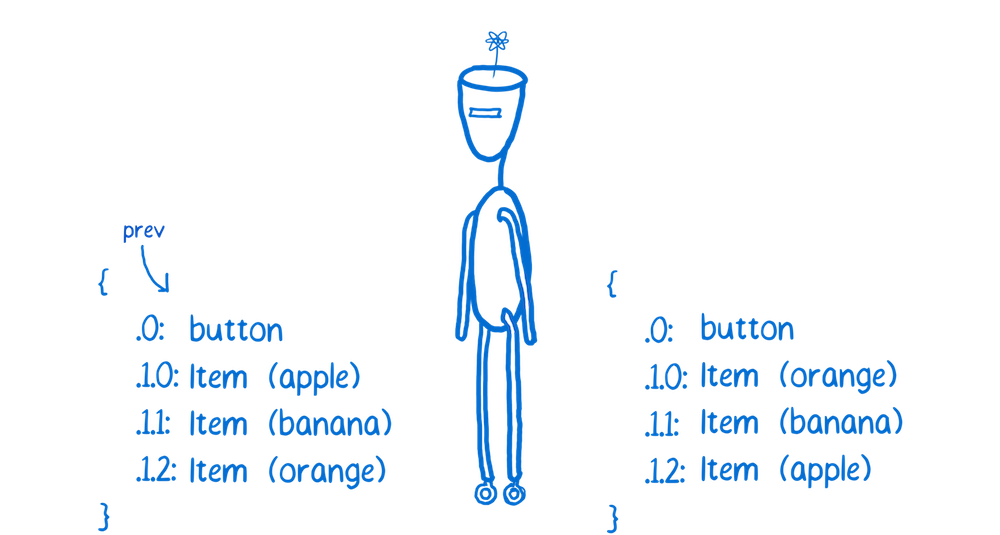 prev
{
.0: button
.1.0: Item (apple)
.1.1: Item (banana)
.1.2: Item (orange)
}
{
.0: button
.1.0: Item (orange)
.1.1: Item (banana)
.1.2: Item (apple)
}